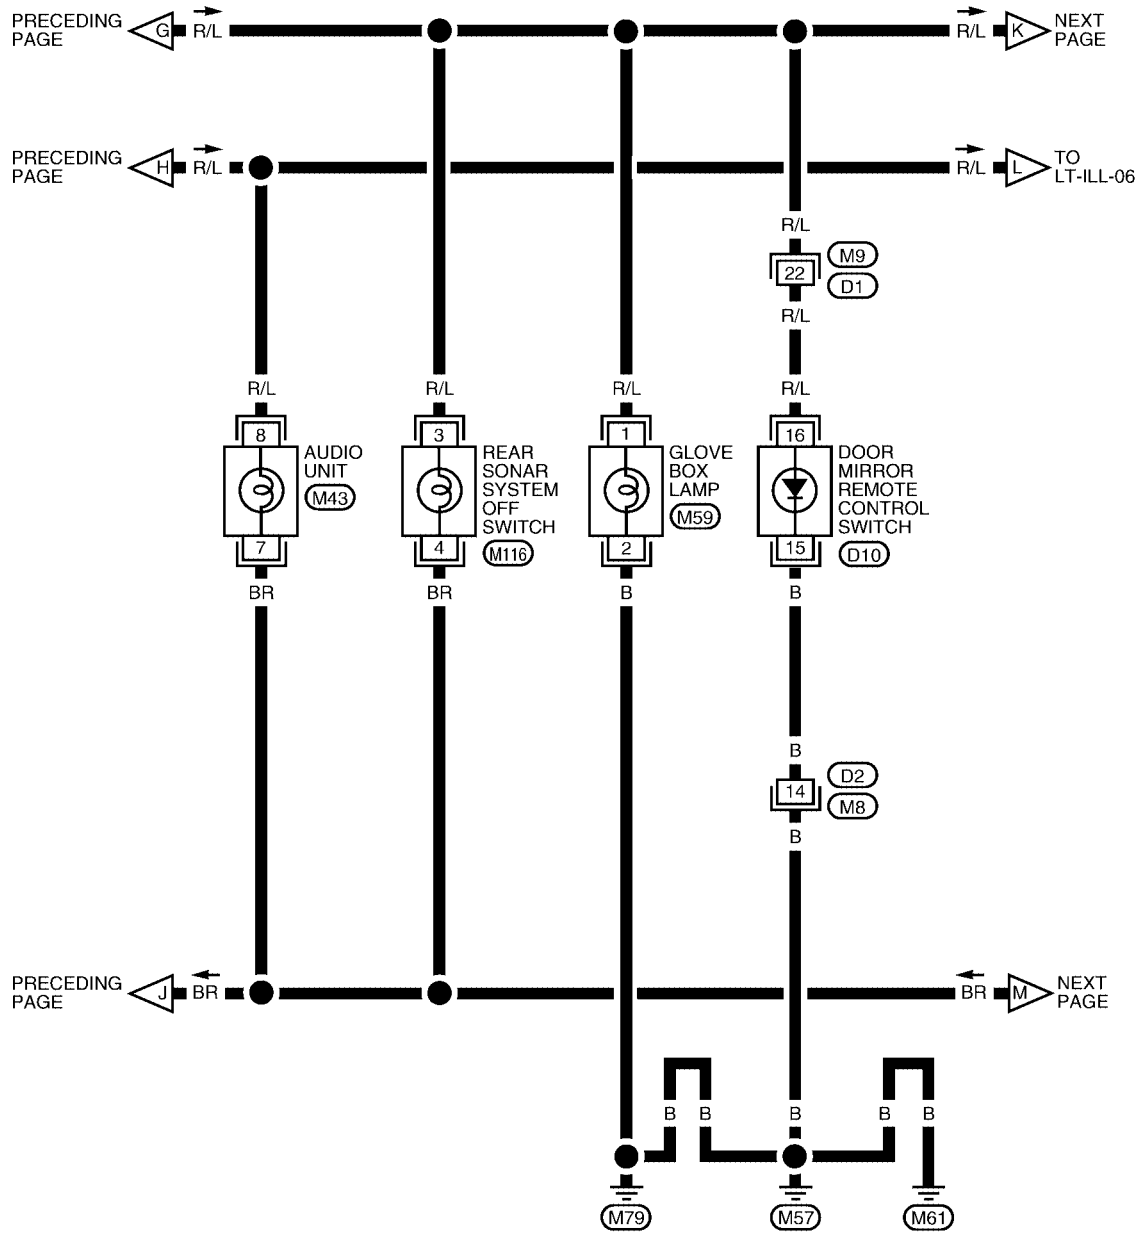 PRECEDING
PAGE
G
R/L
R/L
K
NEXT
PAGE
PRECEDING
PAGE
H
R/L
R/L
L
TO
LT-ILL-06
R/L
22
M9
D1
R/L
R/L
R/L
R/L
R/L
8
AUDIO
UNIT
M43
7
3
REAR
SONAR
SYSTEM
OFF
SWITCH
M116
4
1
GLOVE
BOX
LAMP
M59
2
16
DOOR
MIRROR
REMOTE
CONTROL
SWITCH
D10
15
BR
BR
B
B
B
14
D2
M8
B
PRECEDING
PAGE
J
BR
BR
M
NEXT
PAGE
B
B
B
B
B
M79
M57
M61